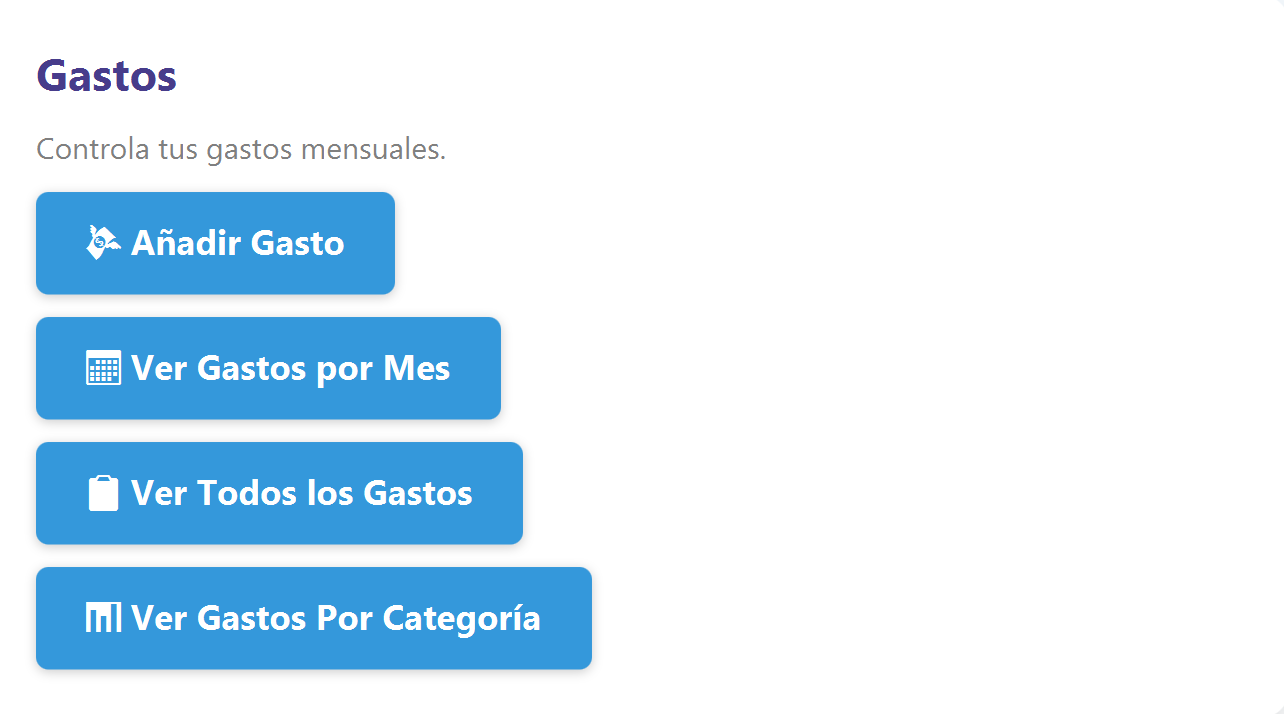 Gastos
Controla tus gastos mensuales.
Añadir Gasto
Ver Gastos por Mes
Ver Todos los Gastos
Ver Gastos Por Categoría